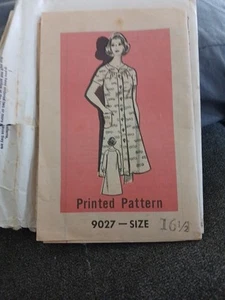 Printed Pattern
9027 — SIZE 16½